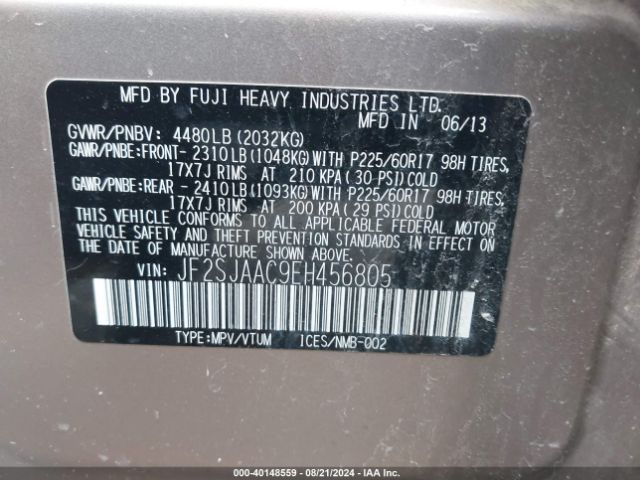 MFD BY FUJI HEAVY INDUSTRIES LTD.
MFD IN 06/13
GVWR/PNBV: 4480LB(2032KG)
GAWR/PNBE:FRONT- 2310LB(1048KG)WITH P225/60R17 98H TIRES,
17X7J RIMS AT 210 KPA(30 PSI)COLD
GAWR/PNBE:REAR - 2410LB(1093KG)WITH P225/60R17 98H TIRES,
17X7J RIMS AT 200 KPA(29 PSI)COLD
THIS VEHICLE CONFORMS TO ALL APPLICABLE FEDERAL MOTOR
VEHICLE SAFETY AND THEFT PREVENTION STANDARDS IN EFFECT ON
THE DATE OF MANUFACTURE SHOWN ABOVE.
VIN: JF2SJAAC9EH456805
TYPE:MPV/VTUM ICES/NMB-002
000-40148559 - 08/21/2024 - IAA, Inc.